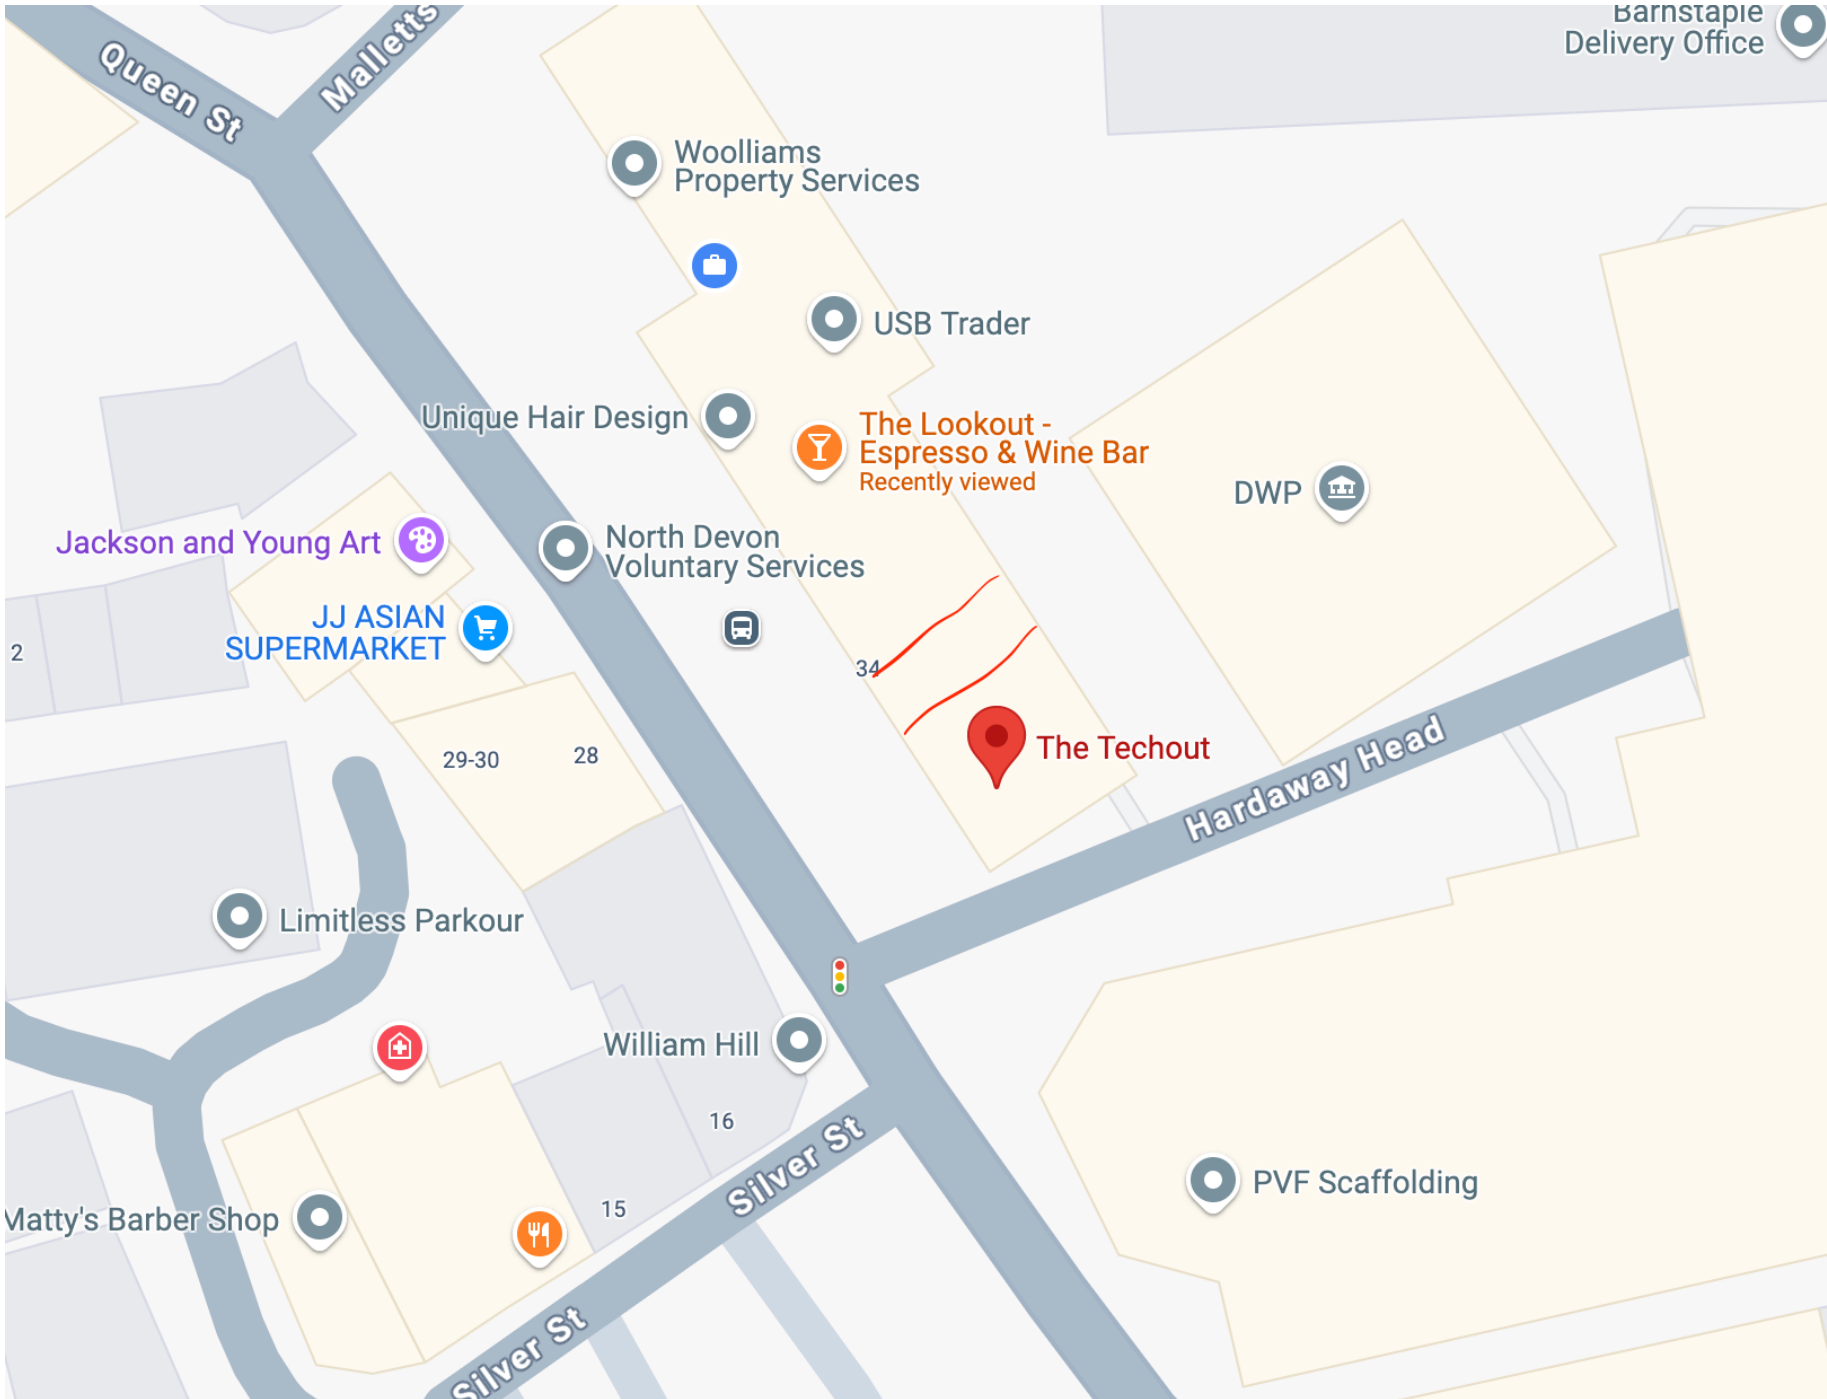 Barnstaple
Delivery Office
Queen St
Malletts
Woolliams
Property Services
USB Trader
Unique Hair Design
The Lookout -
Espresso & Wine Bar
Recently viewed
DWP
Jackson and Young Art
North Devon
Voluntary Services
JJ ASIAN
SUPERMARKET
2
34
29-30
28
The Techout
Hardaway Head
Limitless Parkour
William Hill
16
Silver St
15
PVF Scaffolding
Matty's Barber Shop
Silver St